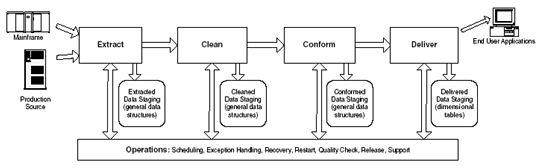 Mainframe
Production
Source
Extract
Clean
Conform
Deliver
End User Applications
Extracted
Data Staging
(general data
structures)
Cleaned
Data Staging
(general data
structures)
Conformed
Data Staging
(general data
structures)
Delivered
Data Staging
(dimensional
tables)
Operations: Scheduling, Exception Handling, Recovery, Restart, Quality Check, Release, Support